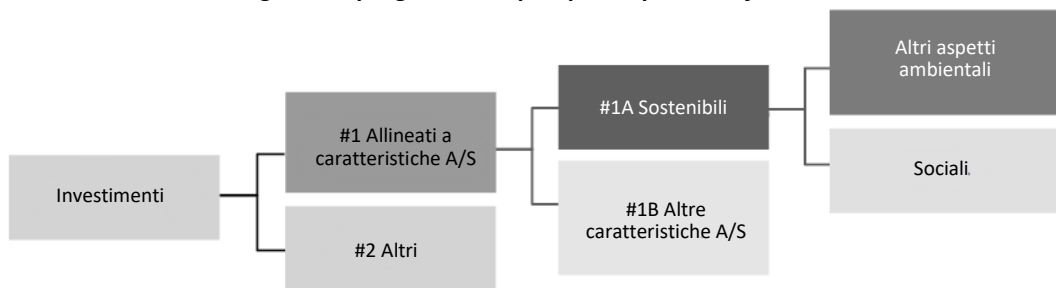 Altri aspetti
ambientali
#1A Sostenibili
#1 Allineati a
caratteristiche A/S
Sociali.
Investimenti
#1B Altre
caratteristiche A/S
#2 Altri